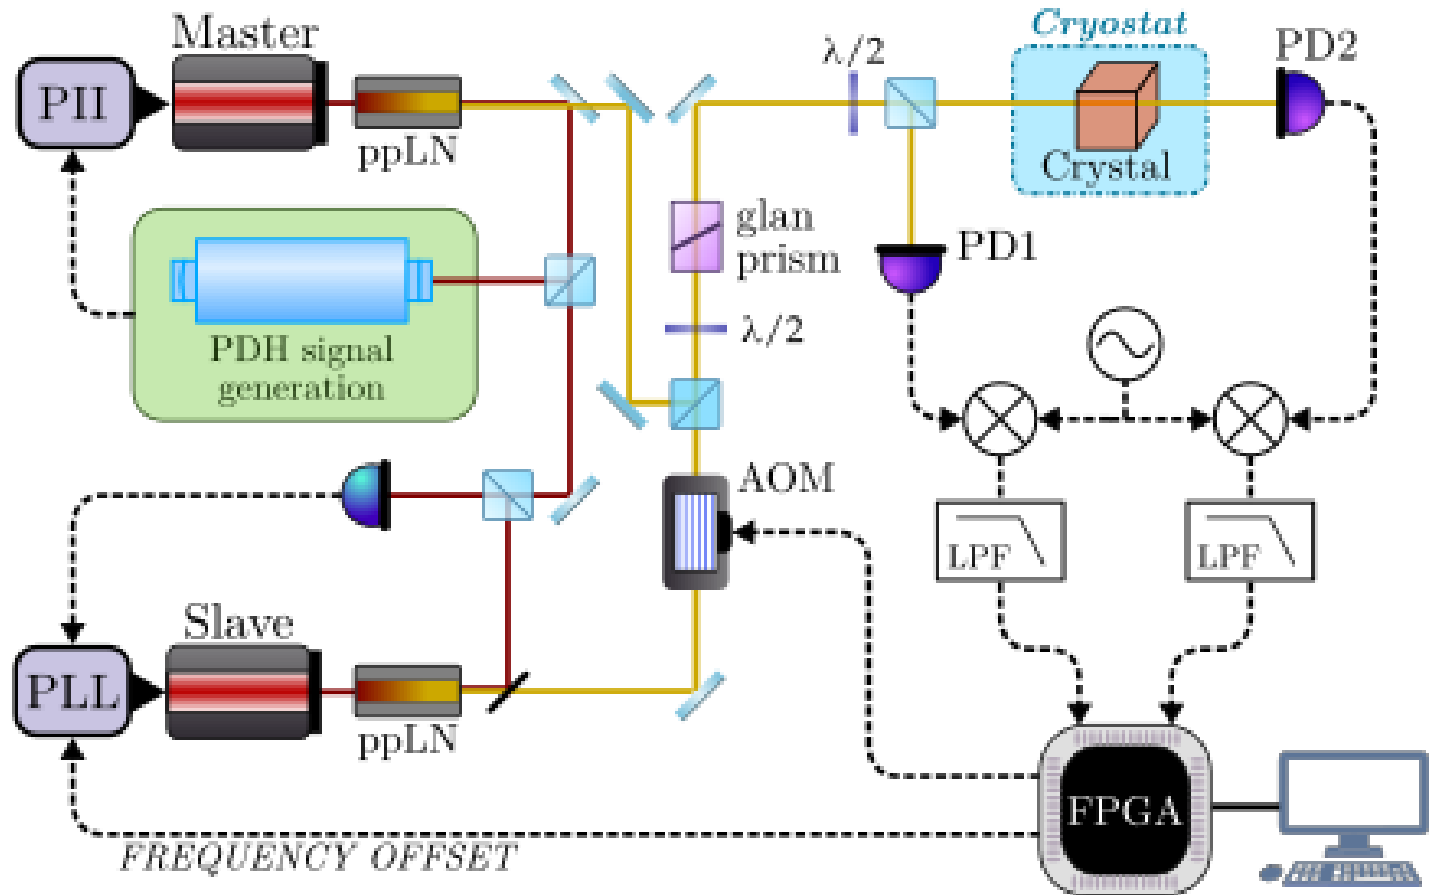 Master
PII
ppLN
λ/2
Cryostat
PD2
Crystal
glan
prism
PD1
λ/2
PDH signal
generation
AOM
LPF
LPF
Slave
PLL
ppLN
FPGA
FREQUENCY OFFSET